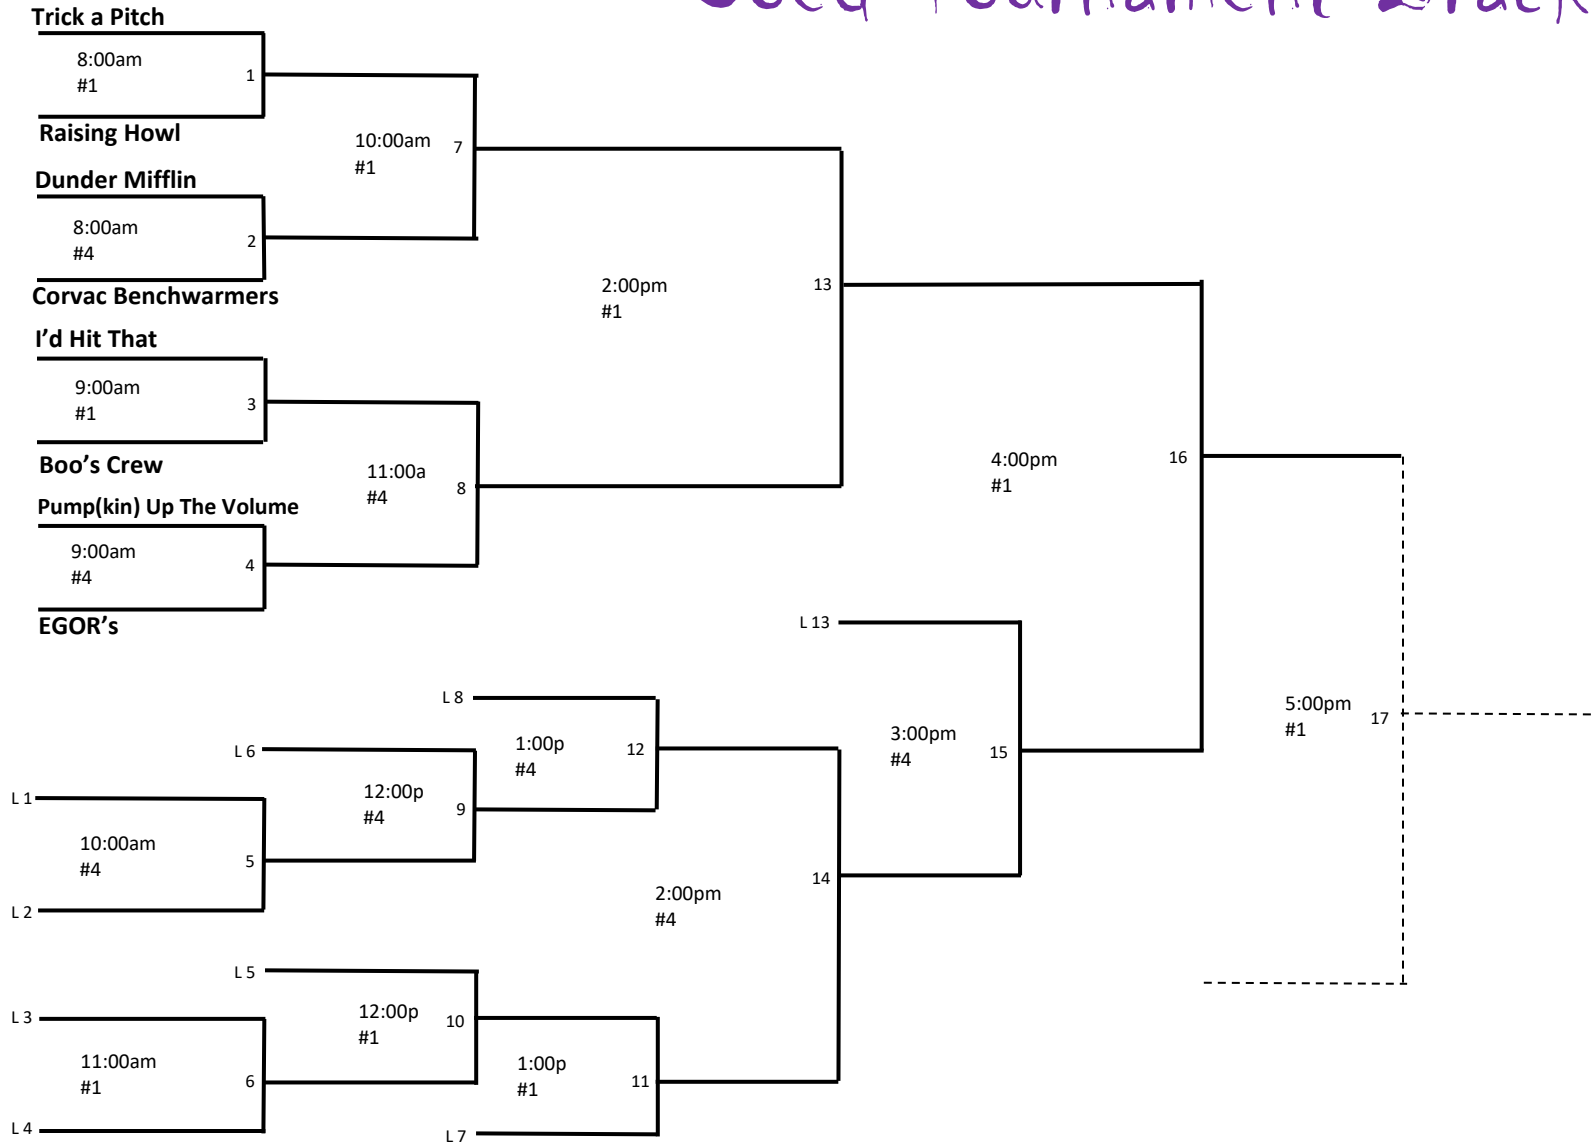 Coed Tournament Brack
Trick a Pitch
8:00am
#1
1
Raising Howl
10:00am
#1
7
Dunder Mifflin
8:00am
#4
2
Corvac Benchwarmers
2:00pm
#1
13
I'd Hit That
9:00am
#1
3
Boo's Crew
11:00a
#4
8
4:00pm
#1
16
Pump(kin) Up The Volume
9:00am
#4
4
EGOR's
L 13
L 8
L 6
1:00p
#4
12
3:00pm
#4
15
5:00pm
#1
17
L 1
12:00p
#4
9
10:00am
#4
5
L 2
2:00pm
#4
14
L 5
L 3
12:00p
#1
10
11:00am
#1
6
1:00p
#1
11
L 4
L 7